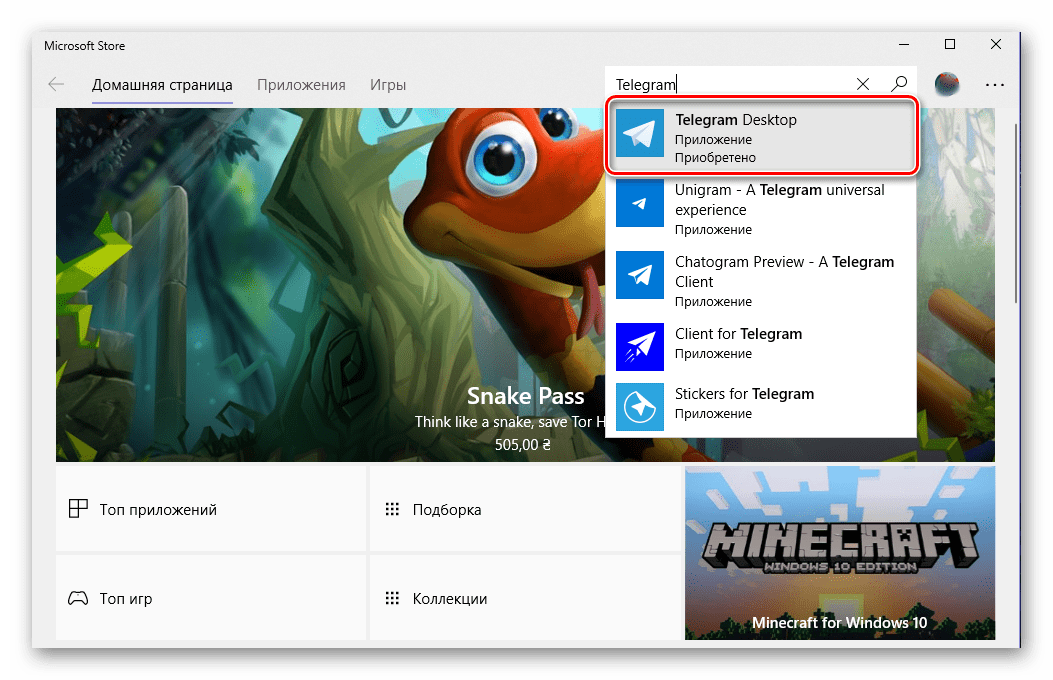 Microsoft Store
Домашняя страница
Приложения
Игры
Telegram
Telegram Desktop
Приложение
Приобретено
Unigram - A Telegram universal
experience
Приложение
Chatogram Preview - A Telegram
Client
Приложение
Client for Telegram
Приложение
Stickers for Telegram
Приложение
Snake Pass
Think like a snake, save Tor H
505,00 ₴
Топ приложений
Подборка
Топ игр
Коллекции
MINECRAFT
WINDOWS 10 EDITION
Minecraft for Windows 10